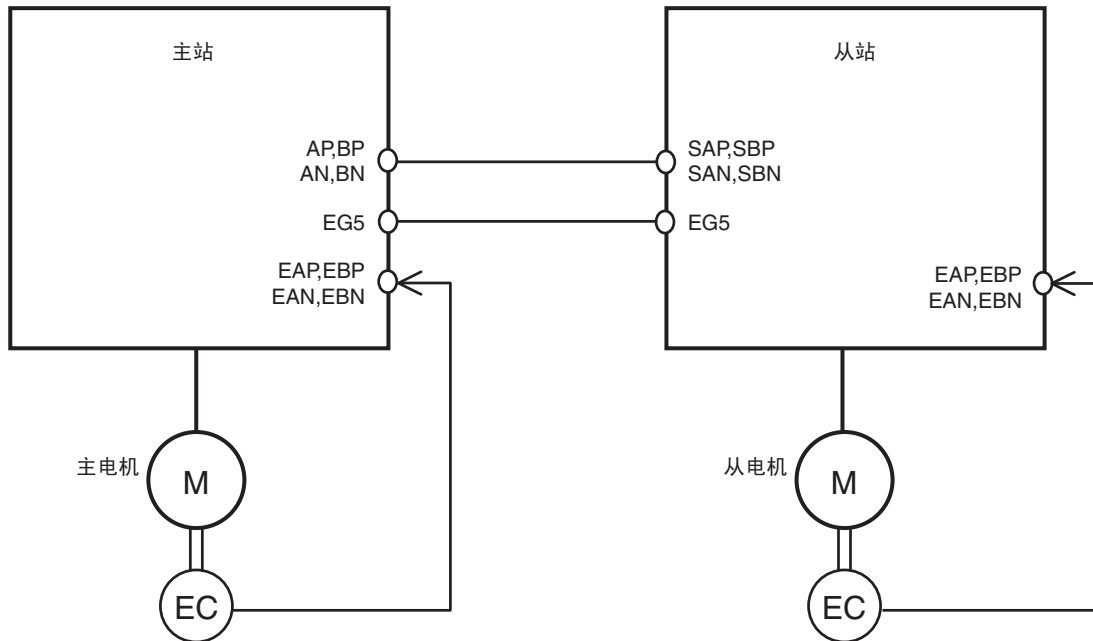 主站
AP,BP
AN,BN
EG5
EAP,EBP
EAN,EBN
主电机
M
EC
从站
SAP,SBP
SAN,SBN
EG5
EAP,EBP
EAN,EBN
从电机
M
EC